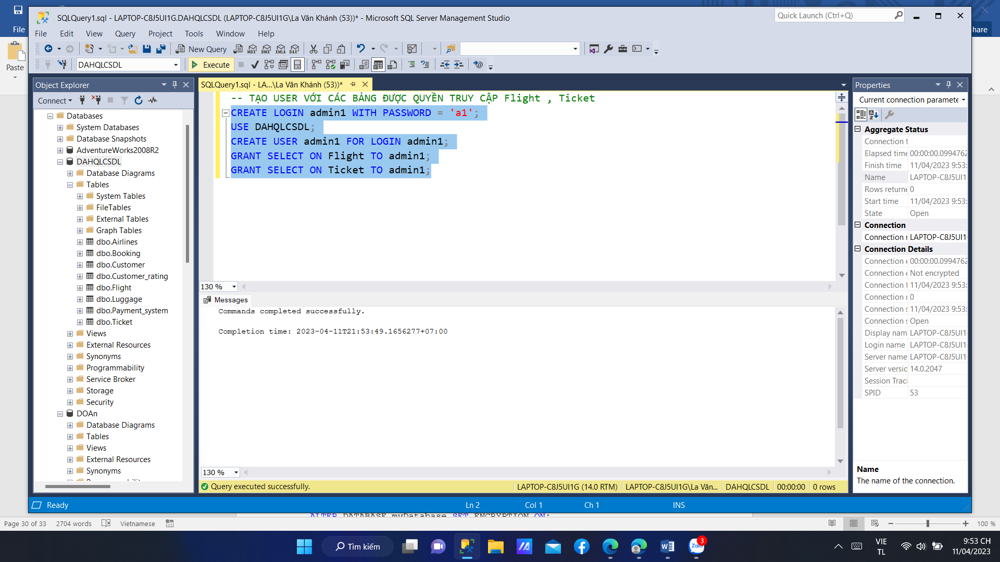 SQLQuery1.sql - LAPTOP-C8J5UI1G.DAHQLCSDL (LAPTOP-C8J5UI1G\La Văn Khánh (53))* - Microsoft SQL Server Management Studio
Quick Launch (Ctrl+Q)
File
hare
File Edit View Query Project Tools Window Help
New Query
MDX DMX XMLA DAX
Paste
DAHQLCSDL
Execute
Object Explorer
Connect
Databases
System Databases
Database Snapshots
AdventureWorks2008R2
DAHQLCSDL
Database Diagrams
Tables
System Tables
FileTables
External Tables
Graph Tables
dbo.Airlines
dbo.Booking
dbo.Customer
dbo.Customer_rating
dbo.Flight
dbo.Luggage
dbo.Payment_system
dbo.Ticket
Views
External Resources
Synonyms
Programmability
Service Broker
Storage
Security
DOAn
Database Diagrams
Tables
Views
External Resources
Synonyms
SQLQuery1.sql - LA...\La Văn Khánh (53))*
-- TẠO USER VỚI CÁC BẢNG ĐƯỢC QUYỀN TRUY CẬP Flight , Ticket
CREATE LOGIN admin1 WITH PASSWORD = 'a1';
USE DAHQLCSDL;
CREATE USER admin1 FOR LOGIN admin1;
GRANT SELECT ON Flight TO admin1;
GRANT SELECT ON Ticket TO admin1;
130 %
Messages
Commands completed successfully.
Completion time: 2023-04-11T21:53:49.1656277+07:00
130 %
Query executed successfully.
LAPTOP-C8J5UI1G (14.0 RTM) LAPTOP-C8J5UI1G\La Văn... DAHQLCSDL 00:00:00 0 rows
Properties
Current connection paramete
Aggregate Status
Connection f
Elapsed time 00:00:00.0994762
Finish time 11/04/2023 9:53:
Name LAPTOP-C8J5UI1
Rows returne 0
Start time 11/04/2023 9:53:
State Open
Connection
Connection r LAPTOP-C8J5UI1
Connection Details
Connection e 00:00:00.0994762
Connection e Not encrypted
Connection f 11/04/2023 9:53:
Connection r 0
Connection s 11/04/2023 9:53:
Connection s Open
Display nam LAPTOP-C8J5UI1
Login name LAPTOP-C8J5UI1
Server name LAPTOP-C8J5UI1
Server versic 14.0.2047
Session Traci
SPID 53
Name
The name of the connection.
Ready Ln 2 Col 1 Ch 1 INS
ALTER DATABASE myDatabase SET ENCRYPTION ON;
Page 30 of 33 2704 words Vietnamese 100 %
Tìm kiếm
Zalo
3
VIE
TL
9:53 CH
11/04/2023